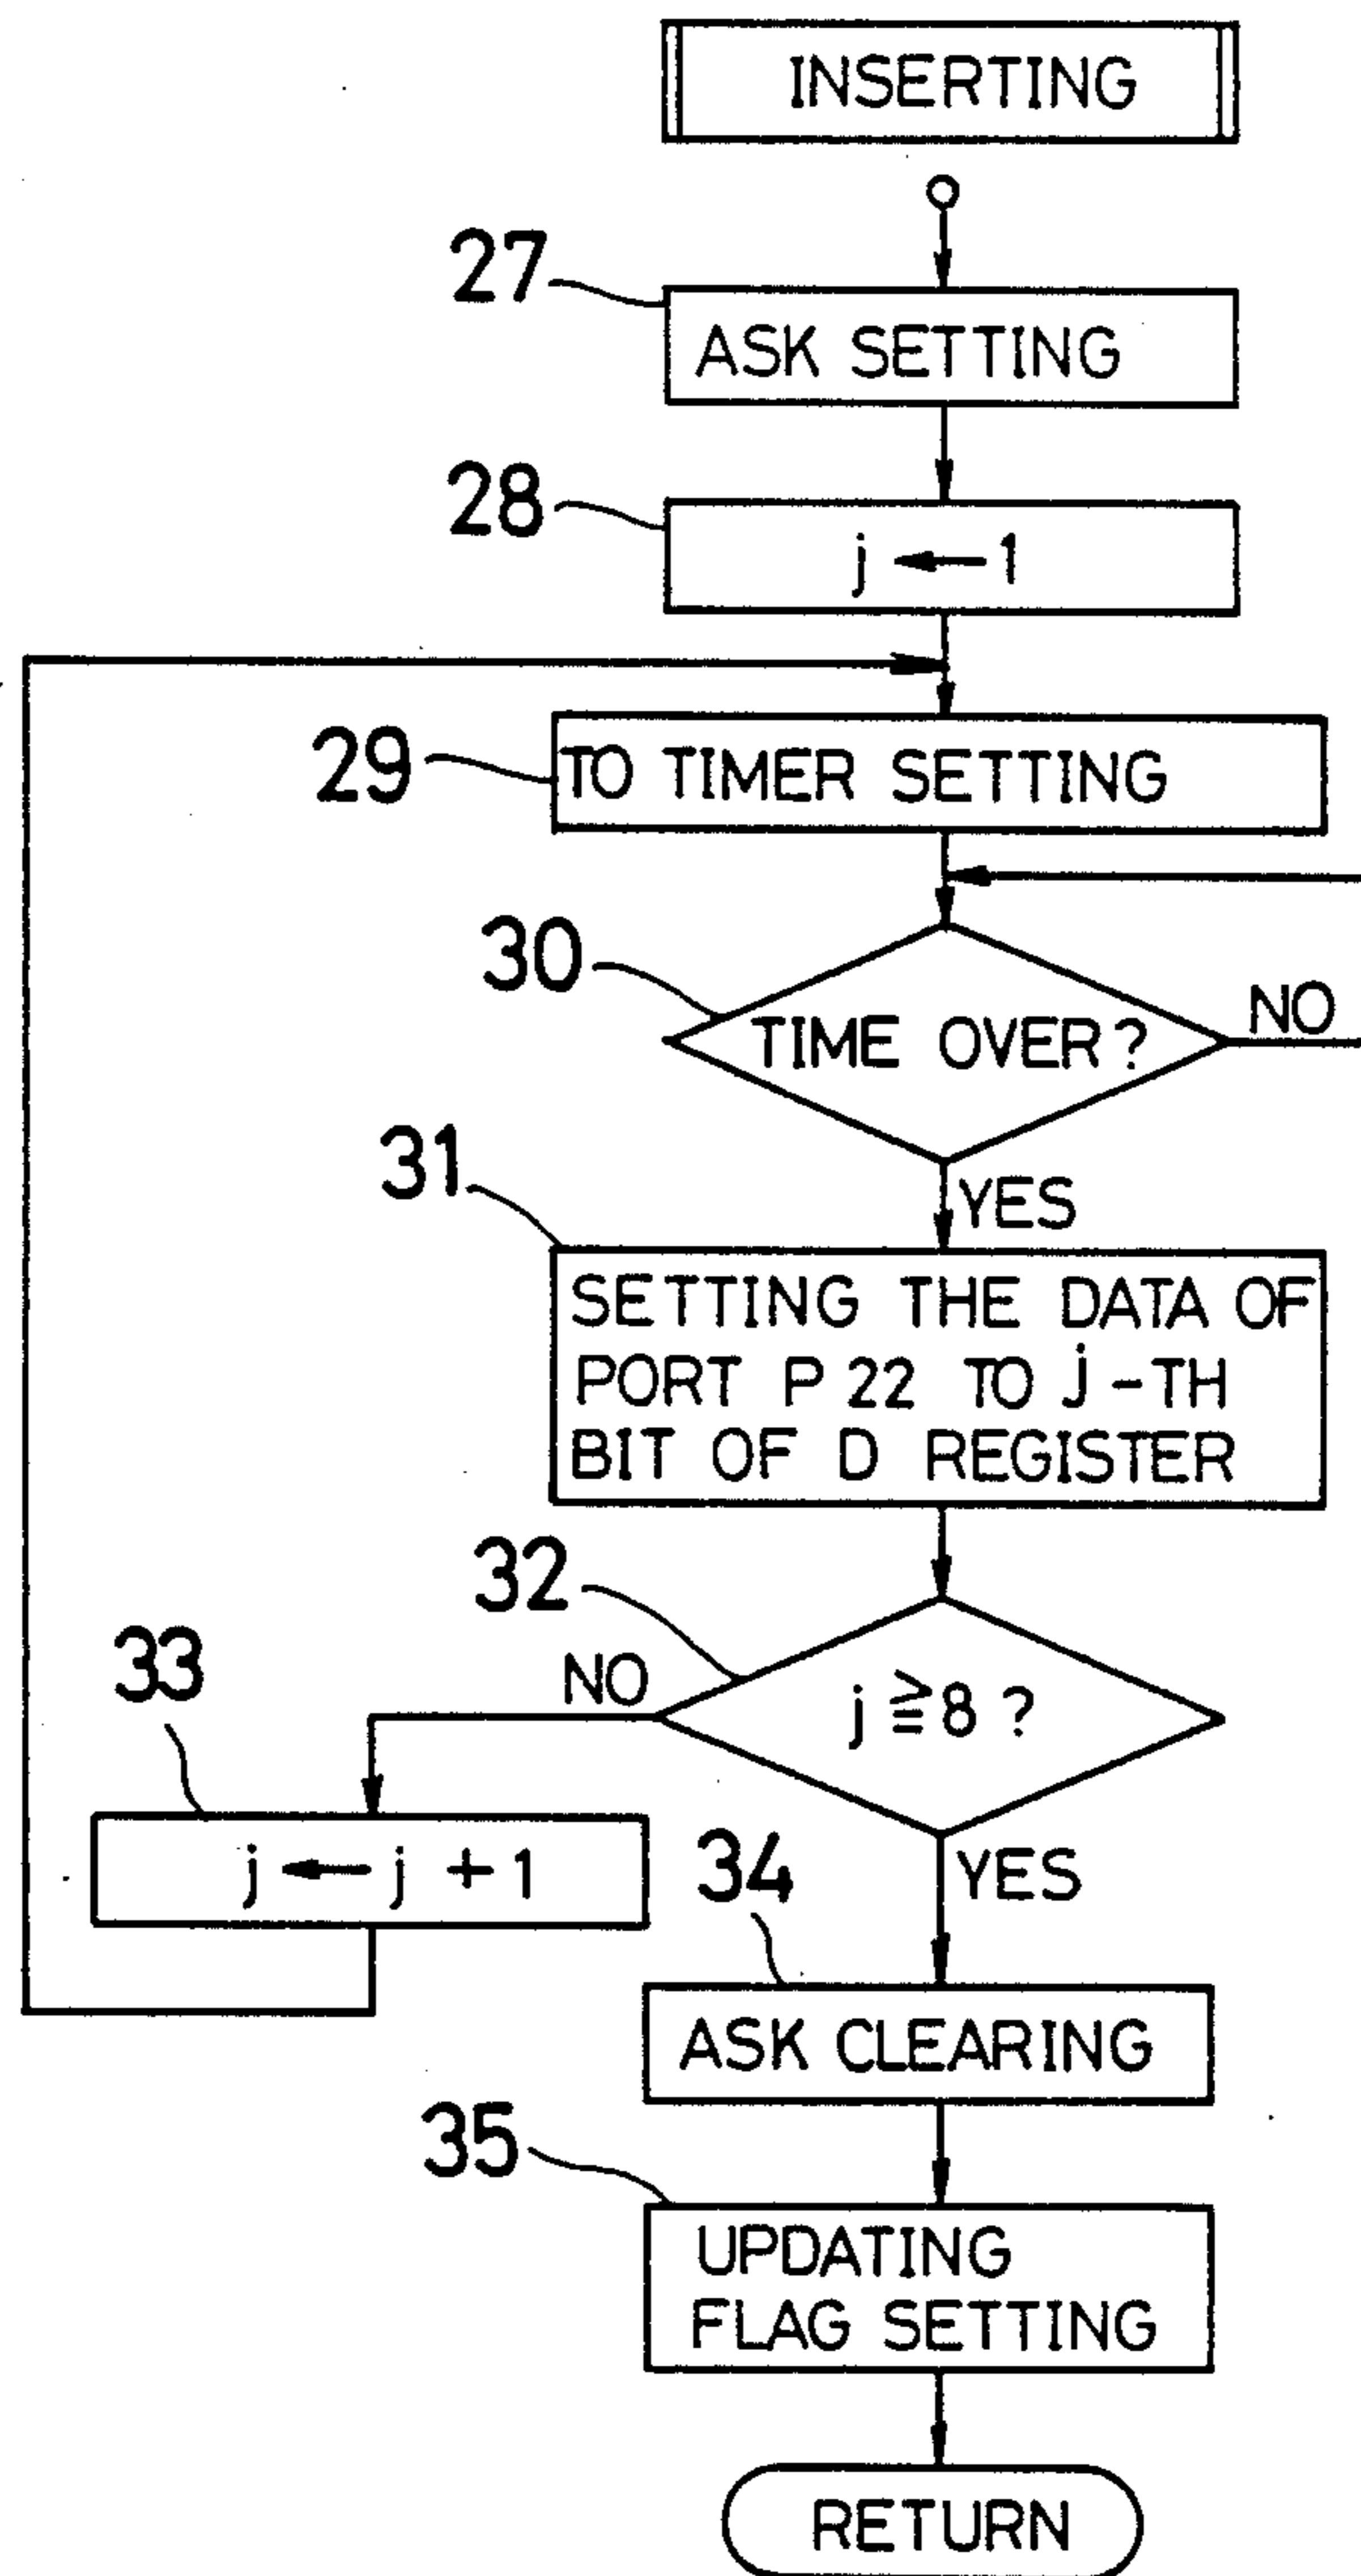 INSERTING
27
ASK SETTING
28
j ← 1
29
TO TIMER SETTING
30
TIME OVER?
NO
31
YES
SETTING THE DATA OF
PORT P 22 TO j -TH
BIT OF D REGISTER
32
33
NO
j ≧ 8 ?
34
YES
j ← j + 1
ASK CLEARING
35
UPDATING
FLAG SETTING
RETURN